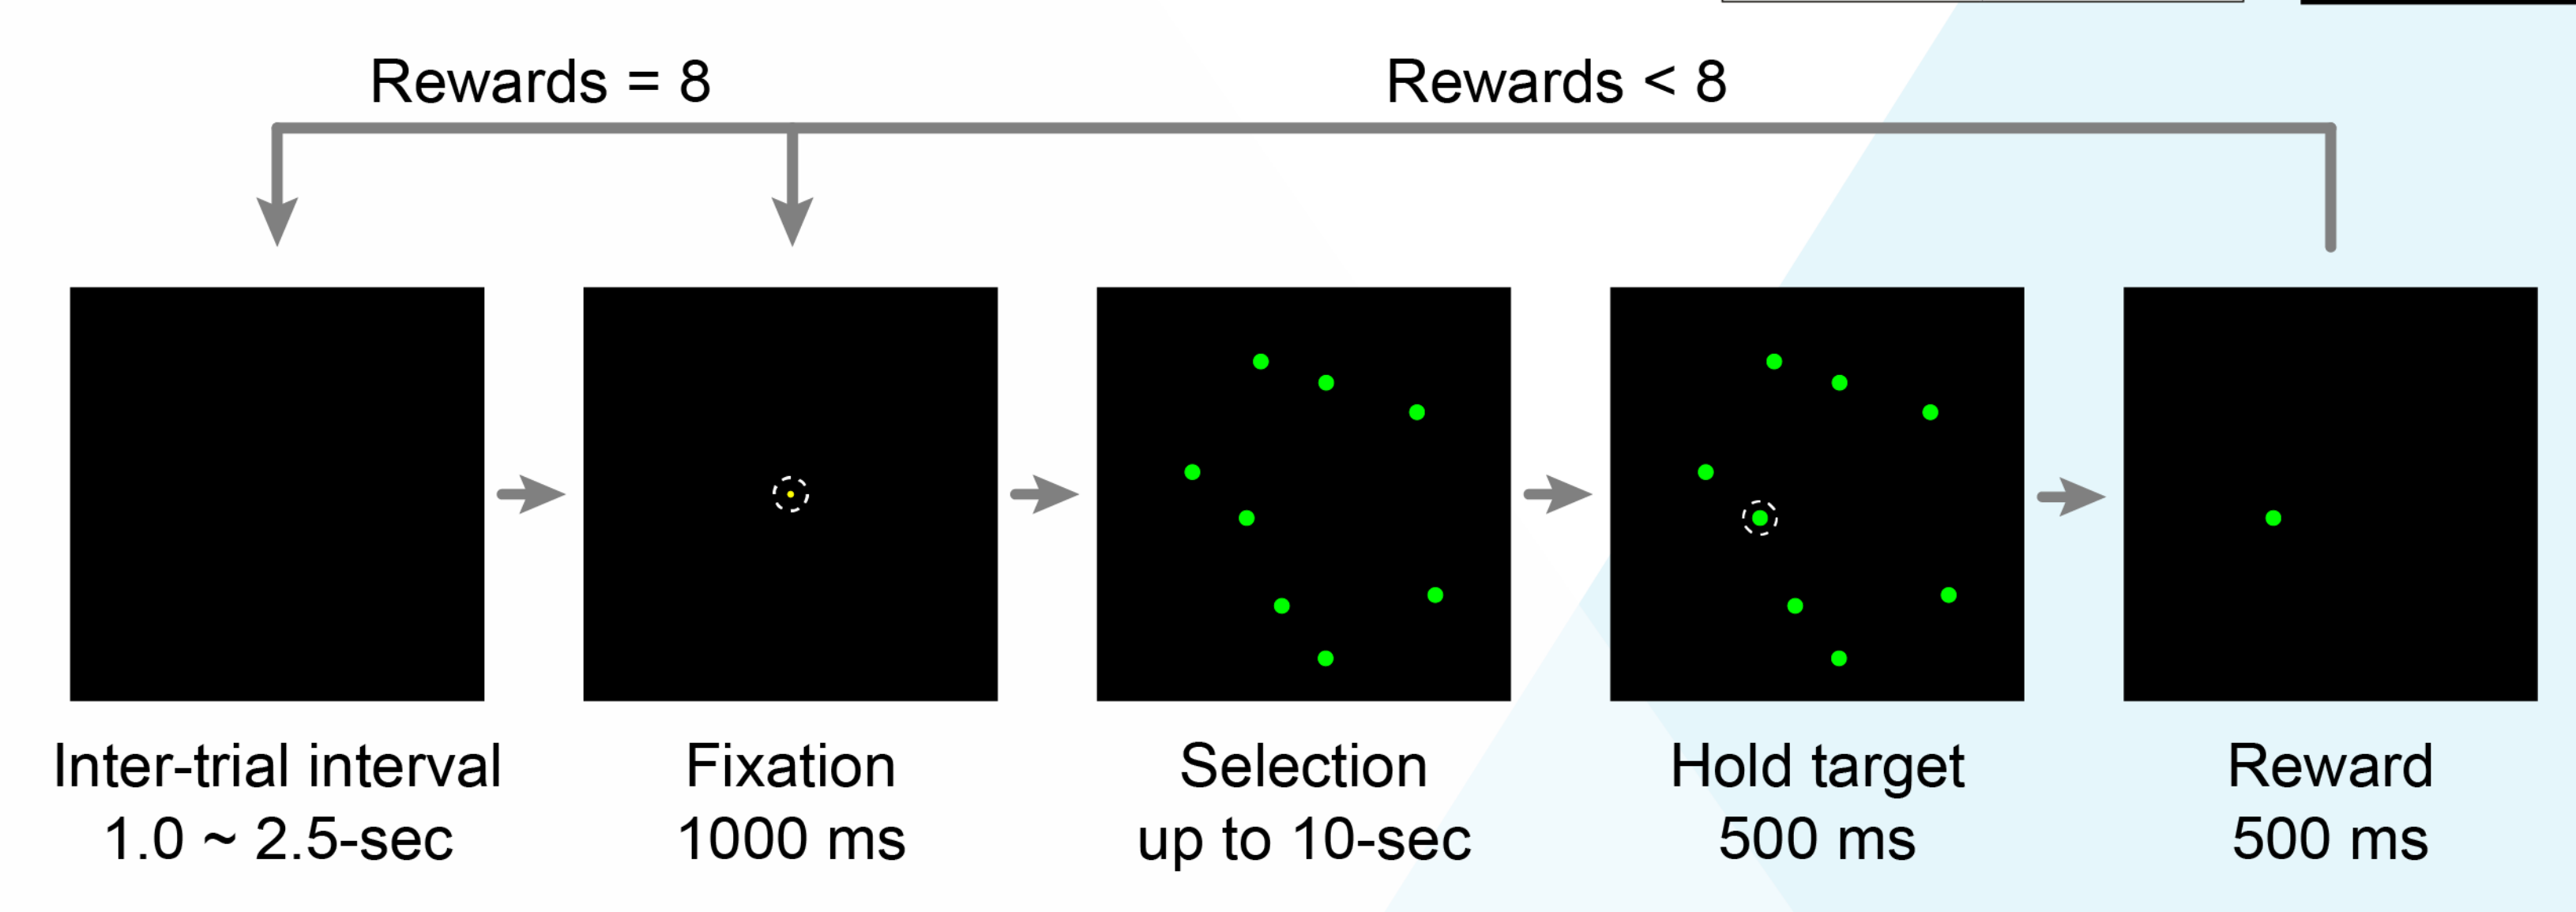 Rewards = 8
Rewards < 8
Inter-trial interval
1.0 ~ 2.5-sec
Fixation
1000 ms
Selection
up to 10-sec
Hold target
500 ms
Reward
500 ms